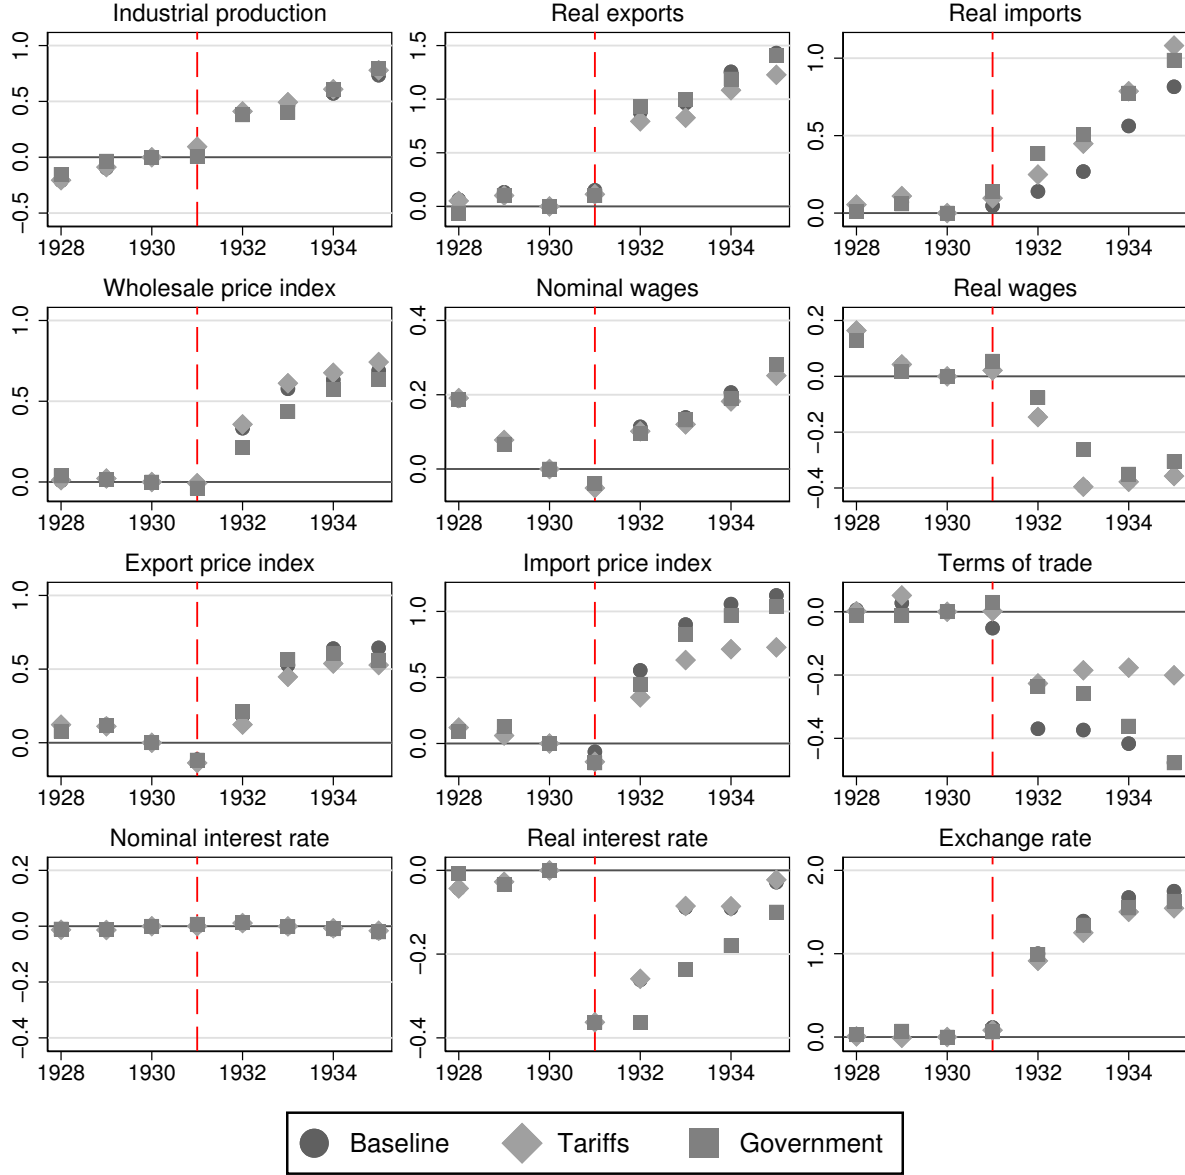 Industrial production
1.0
0.5
0.0
−0.5
1928 1930 1932 1934
Real exports
1.5
1.0
0.5
0.0
1928 1930 1932 1934
Real imports
1.0
0.5
0.0
1928 1930 1932 1934
Wholesale price index
1.0
0.5
0.0
1928 1930 1932 1934
Nominal wages
0.4
0.2
0.0
1928 1930 1932 1934
Real wages
0.2
0.0
−0.2
−0.4
1928 1930 1932 1934
Export price index
1.0
0.5
0.0
1928 1930 1932 1934
Import price index
1.0
0.5
0.0
1928 1930 1932 1934
Terms of trade
0.0
−0.2
−0.4
1928 1930 1932 1934
Nominal interest rate
0.2
0.0
−0.2
−0.4
1928 1930 1932 1934
Real interest rate
0.0
−0.2
−0.4
1928 1930 1932 1934
Exchange rate
2.0
1.0
0.0
1928 1930 1932 1934
Baseline Tariffs Government